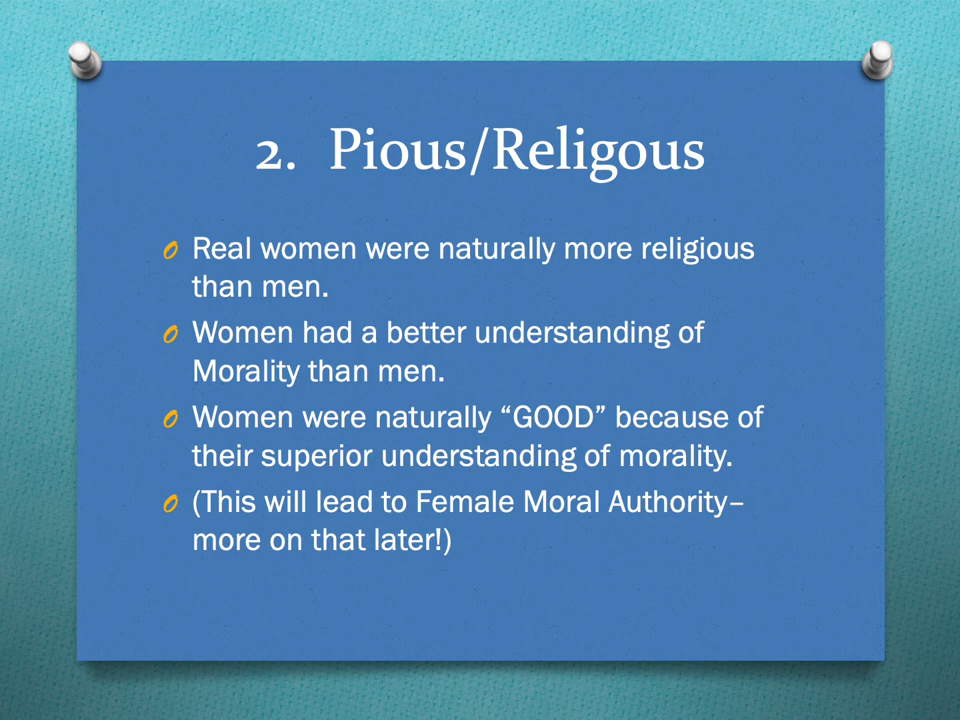 2. Pious/Religous
Real women were naturally more religious
than men.
Women had a better understanding of
Morality than men.
Women were naturally “GOOD” because of
their superior understanding of morality.
(This will lead to Female Moral Authority–
more on that later!)